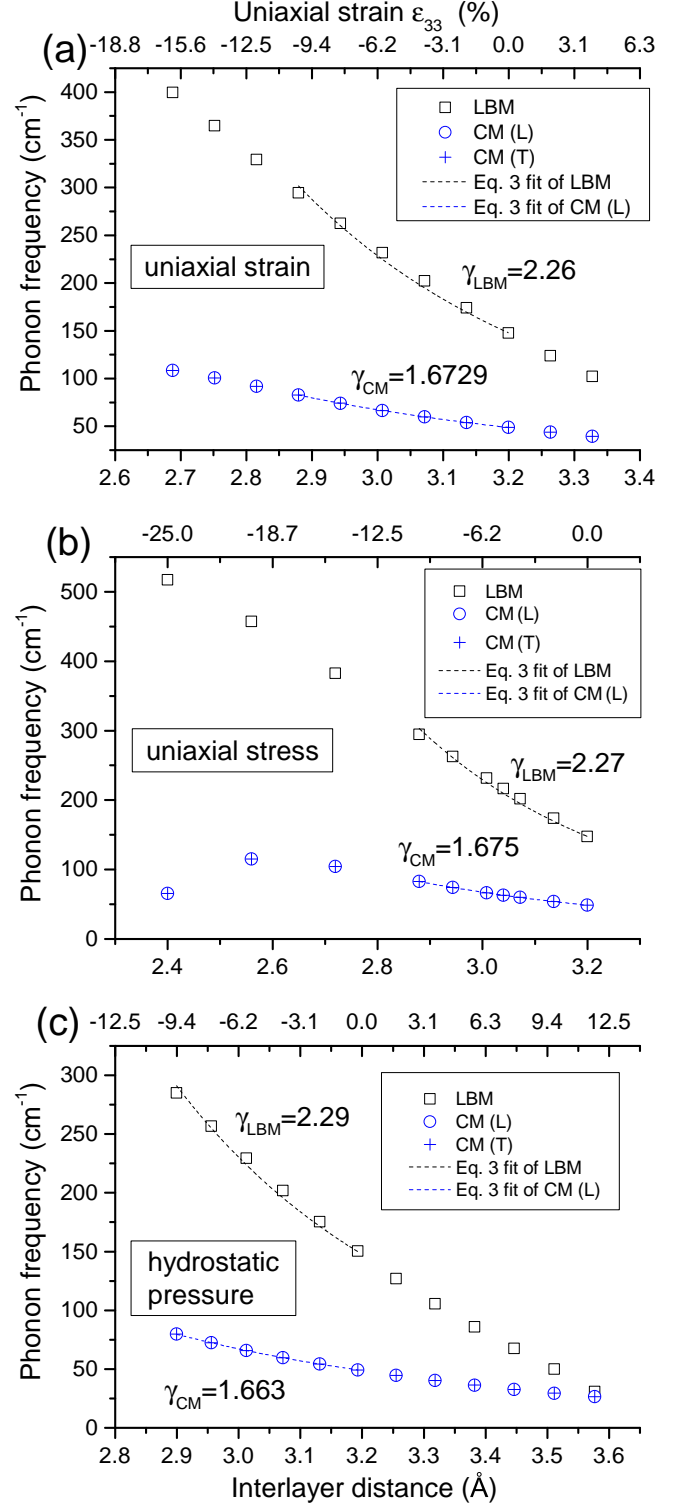 Uniaxial strain ε33 (%)
(a)
-18.8 -15.6 -12.5 -9.4 -6.2 -3.1 0.0 3.1 6.3
400
350
300
250
200
150
100
50
Phonon frequency (cm-1)
LBM
CM (L)
CM (T)
Eq. 3 fit of LBM
Eq. 3 fit of CM (L)
uniaxial strain
γLBM=2.26
γCM=1.6729
2.6 2.7 2.8 2.9 3.0 3.1 3.2 3.3 3.4
(b)
-25.0 -18.7 -12.5 -6.2 0.0
500
400
300
200
100
0
Phonon frequency (cm-1)
LBM
CM (L)
CM (T)
Eq. 3 fit of LBM
Eq. 3 fit of CM (L)
uniaxial stress
γLBM=2.27
γCM=1.675
2.4 2.6 2.8 3.0 3.2
(c)
-12.5 -9.4 -6.2 -3.1 0.0 3.1 6.3 9.4 12.5
300
250
200
150
100
50
0
Phonon frequency (cm-1)
LBM
CM (L)
CM (T)
Eq. 3 fit of LBM
Eq. 3 fit of CM (L)
γLBM=2.29
hydrostatic
pressure
γCM=1.663
2.8 2.9 3.0 3.1 3.2 3.3 3.4 3.5 3.6
Interlayer distance (Å)